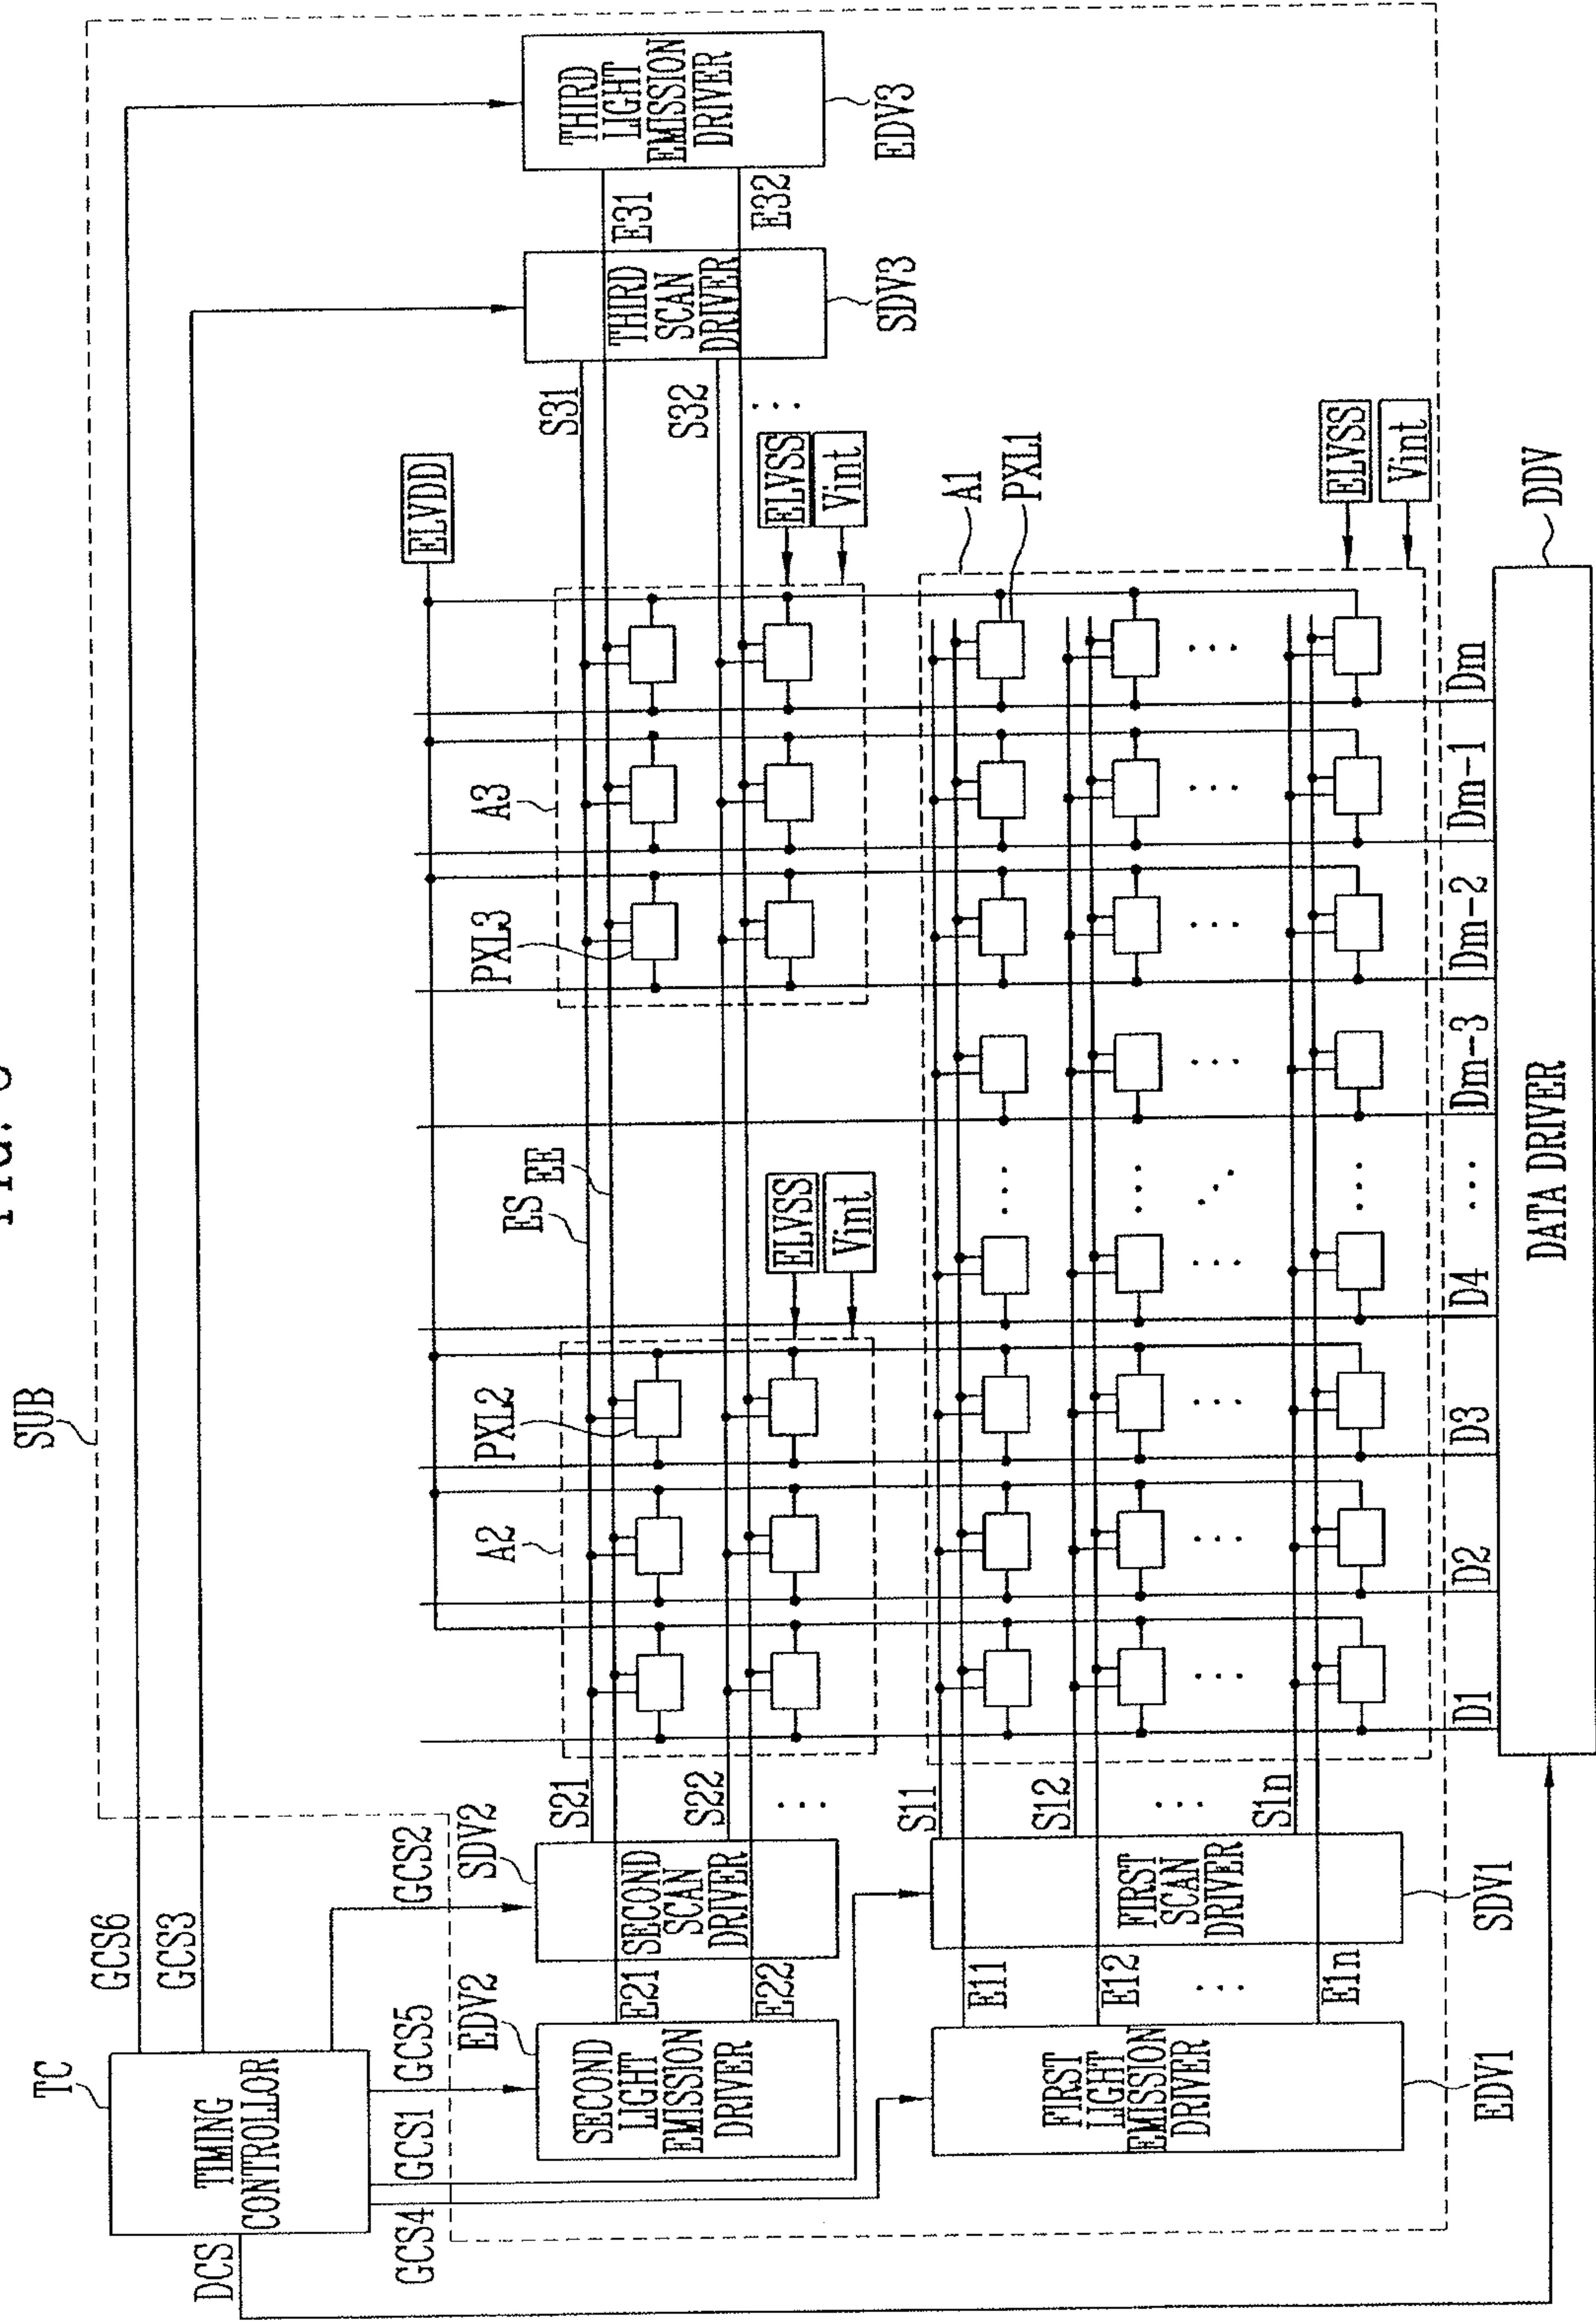 SUB
TC
TIMING
CONTROLLOR
DCS
GCS6
GCS3
GCS2
GCS5
GCS1
GCS4
SDV2
EDV2
SECOND
LIGHT
EMISSION
DRIVER
E21
E22
SECOND
SCAN
DRIVER
S21
S22
...
A2
PXL2
ES
EE
ELVSS
Vint
PXL3
A3
ELVDD
S31
S32
...
ELVSS
Vint
THIRD
SCAN
DRIVER
SDV3
E31
E32
THIRD
LIGHT
EMISSION
DRIVER
EDV3
FIRST
LIGHT
EMISSION
DRIVER
EDV1
E11
E12
...
E1n
FIRST
SCAN
DRIVER
SDV1
S11
S12
...
S1n
A1
PXL1
ELVSS
Vint
D1
D2
D3
D4
...
Dm-3
Dm-2
Dm-1
Dm
DATA DRIVER
DDV